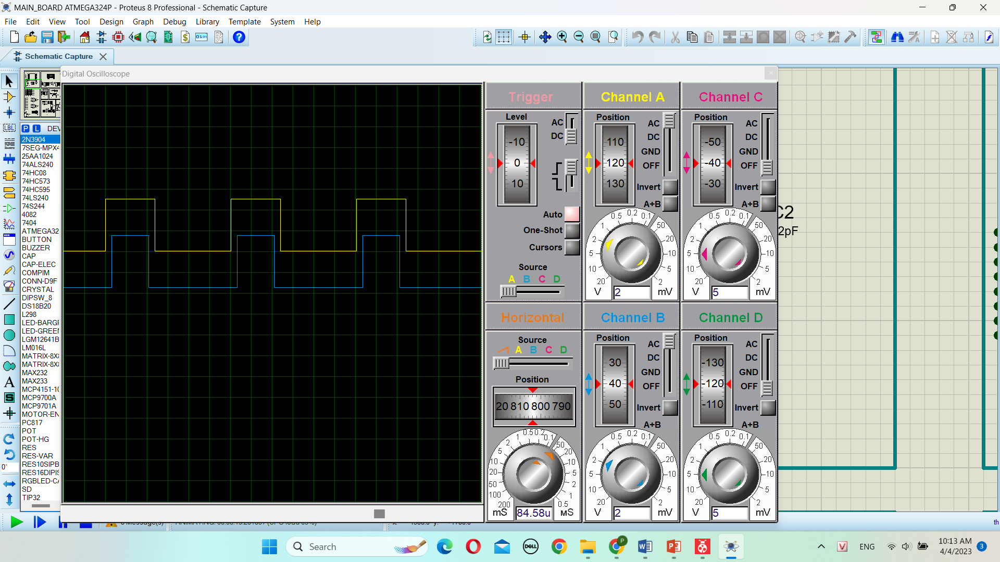 MAIN_BOARD ATMEGA324P - Proteus 8 Professional - Schematic Capture
File Edit View Tool Design Graph Debug Library Template System Help
Schematic Capture
Digital Oscilloscope
P L DEV
2N3904
7SEG-MPX4
25AA1024
74ALS240
74HC08
74HC573
74HC595
74LS240
74S244
4082
7404
ATMEGA32
BUTTON
BUZZER
CAP
CAP-ELEC
COMPIM
CONN-D9F
CRYSTAL
DIPSW_8
DS18B20
L298
LED-BARG
LED-GREEN
LGM12641B
LM016L
MATRIX-8X
MATRIX-8X
MAX232
MAX233
MCP4151-10
MCP9700A
MCP9701A
MOTOR-EN
PC817
POT
POT-HG
RES
RES-VAR
RES10SIPB
RES16DIPIS
RGBLED-CA
SD
TIP32
LBL
A
S
0°
Trigger
Level
-10
0
10
AC
DC
Auto
One-Shot
Cursors
Source
A B C D
Channel A
Position
110
120
130
AC
DC
GND
OFF
Invert
A+B
20 10 5 2 1 0.5 0.2 0.1 50 20 10 5 2
V 2 mV
Channel C
Position
-50
-40
-30
AC
DC
GND
OFF
Invert
A+B
20 10 5 2 1 0.5 0.2 0.1 50 20 10 5 2
V 5 mV
Horizontal
Source
A B C D
Position
20 810 800 790
200 100 50 20 10 5 2 1 0.5 0.2 0.1 50 20 10 5 2 1 0.5
mS 84.58u µS
Channel B
Position
30
40
50
AC
DC
GND
OFF
Invert
A+B
20 10 5 2 1 0.5 0.2 0.1 50 20 10 5 2
V 2 mV
Channel D
Position
-130
-120
-110
AC
DC
GND
OFF
Invert
A+B
20 10 5 2 1 0.5 0.2 0.1 50 20 10 5 2
V 5 mV
C2
2pF
th
Search
DELL
ENG
10:13 AM
4/4/2023
3